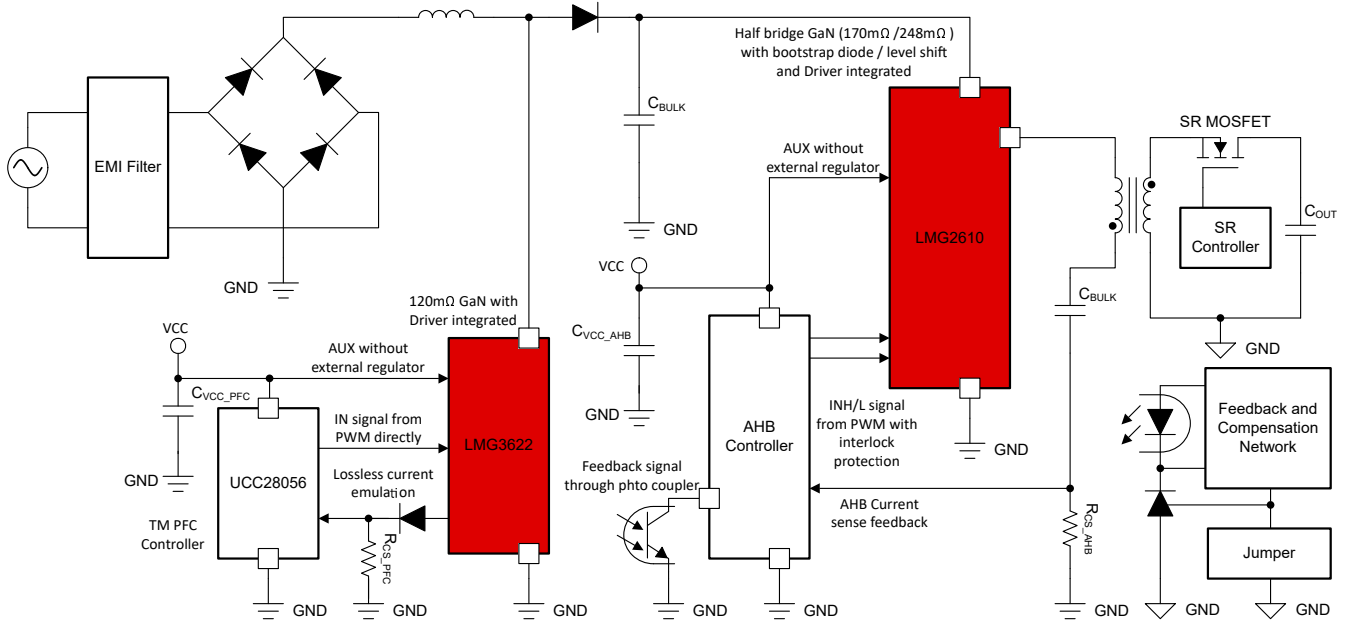 Half bridge GaN (170mΩ /248mΩ )
with bootstrap diode / level shift
and Driver integrated
C_BULK
EMI Filter
AUX without
external regulator
LMG2610
SR MOSFET
SR
Controller
C_OUT
GND
GND
VCC
C_BULK
120mΩ GaN with
Driver integrated
C_VCC_AHB
GND
VCC
AUX without
external regulator
C_VCC_PFC
GND
GND
IN signal from
PWM directly
LMG3622
AHB
Controller
INH/L signal
from PWM with
interlock
protection
Feedback and
Compensation
Network
Feedback signal
through phto coupler
GND
UCC28056
Lossless current
emulation
AHB Current
sense feedback
TM PFC
Controller
R_CS_PFC
R_CS_AHB
Jumper
GND
GND
GND
GND
GND
GND
GND
GND